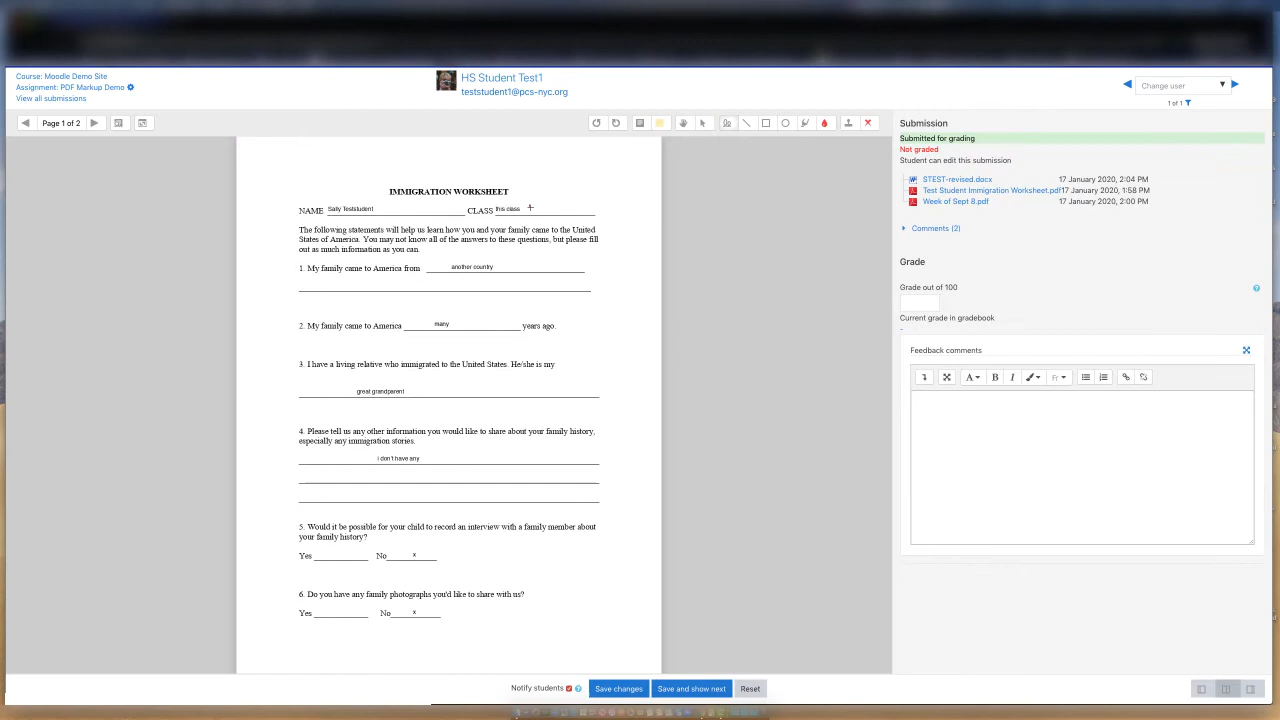 Course: Moodle Demo Site
Assignment: PDF Markup Demo
View all submissions
HS Student Test1
teststudent1@pcs-nyc.org
Change user
1 of 1
Page 1 of 2
IMMIGRATION WORKSHEET
NAME Sally Teststudent CLASS this class
The following statements will help us learn how you and your family came to the United
States of America. You may not know all of the answers to these questions, but please fill
out as much information as you can.
1. My family came to America from another country
2. My family came to America many years ago.
3. I have a living relative who immigrated to the United States. He/she is my
great grandparent
4. Please tell us any other information you would like to share about your family history,
especially any immigration stories.
i don't have any
5. Would it be possible for your child to record an interview with a family member about
your family history?
Yes No x
6. Do you have any family photographs you'd like to share with us?
Yes No x
Submission
Submitted for grading
Not graded
Student can edit this submission
STEST-revised.docx 17 January 2020, 2:04 PM
Test Student Immigration Worksheet.pdf 17 January 2020, 1:58 PM
Week of Sept 8.pdf 17 January 2020, 2:00 PM
Comments (2)
Grade
Grade out of 100
Current grade in gradebook
-
Feedback comments
A B I Fr
Notify students Save changes Save and show next Reset